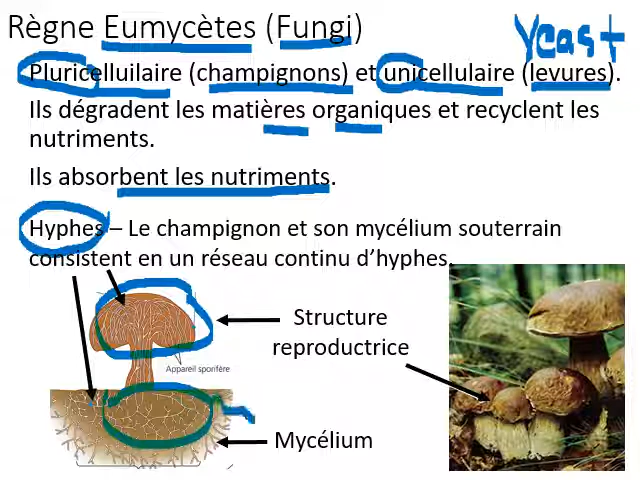 Règne Eumycètes (Fungi)
Yeast
Pluricelluilaire (champignons) et unicellulaire (levures).
Ils dégradent les matières organiques et recyclent les
nutriments.
Ils absorbent les nutriments.
Hyphes – Le champignon et son mycélium souterrain
consistent en un réseau continu d’hyphes.
Structure
reproductrice
Appareil sporifère
Mycélium